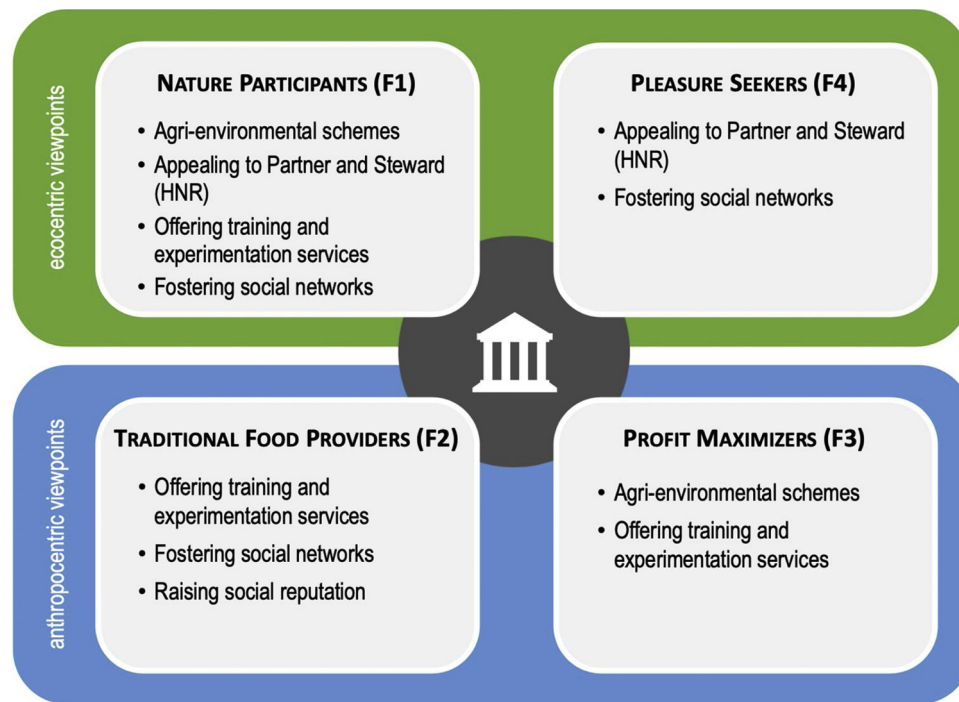 ecocentric viewpoints
NATURE PARTICIPANTS (F1)
• Agri-environmental schemes
• Appealing to Partner and Steward
(HNR)
• Offering training and
experimentation services
• Fostering social networks
PLEASURE SEEKERS (F4)
• Appealing to Partner and Steward
(HNR)
• Fostering social networks
anthropocentric viewpoints
TRADITIONAL FOOD PROVIDERS (F2)
• Offering training and
experimentation services
• Fostering social networks
• Raising social reputation
PROFIT MAXIMIZERS (F3)
• Agri-environmental schemes
• Offering training and
experimentation services